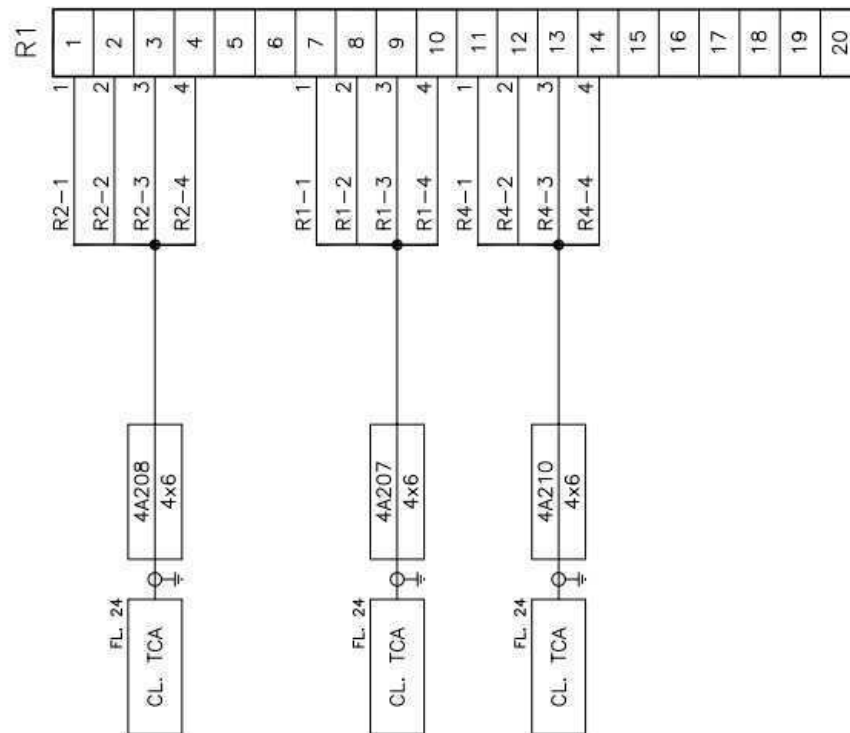 R1
1
2
3
4
5
6
7
8
9
10
11
12
13
14
15
16
17
18
19
20
1
2
3
4
1
2
3
4
1
2
3
4
R2-1
R2-2
R2-3
R2-4
R1-1
R1-2
R1-3
R1-4
R4-1
R4-2
R4-3
R4-4
4A208
4x6
4A207
4x6
4A210
4x6
FL. 24
CL. TCA
FL. 24
CL. TCA
FL. 24
CL. TCA